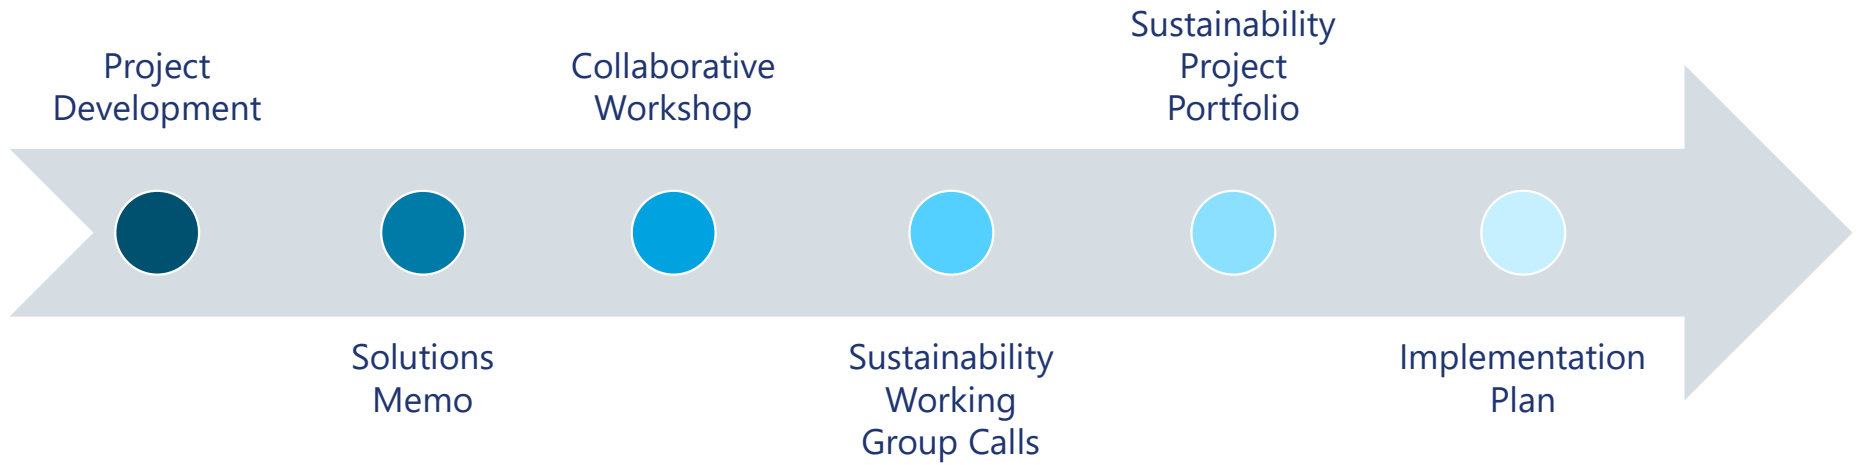 Project
Development
Solutions
Memo
Collaborative
Workshop
Sustainability
Working
Group Calls
Sustainability
Project
Portfolio
Implementation
Plan